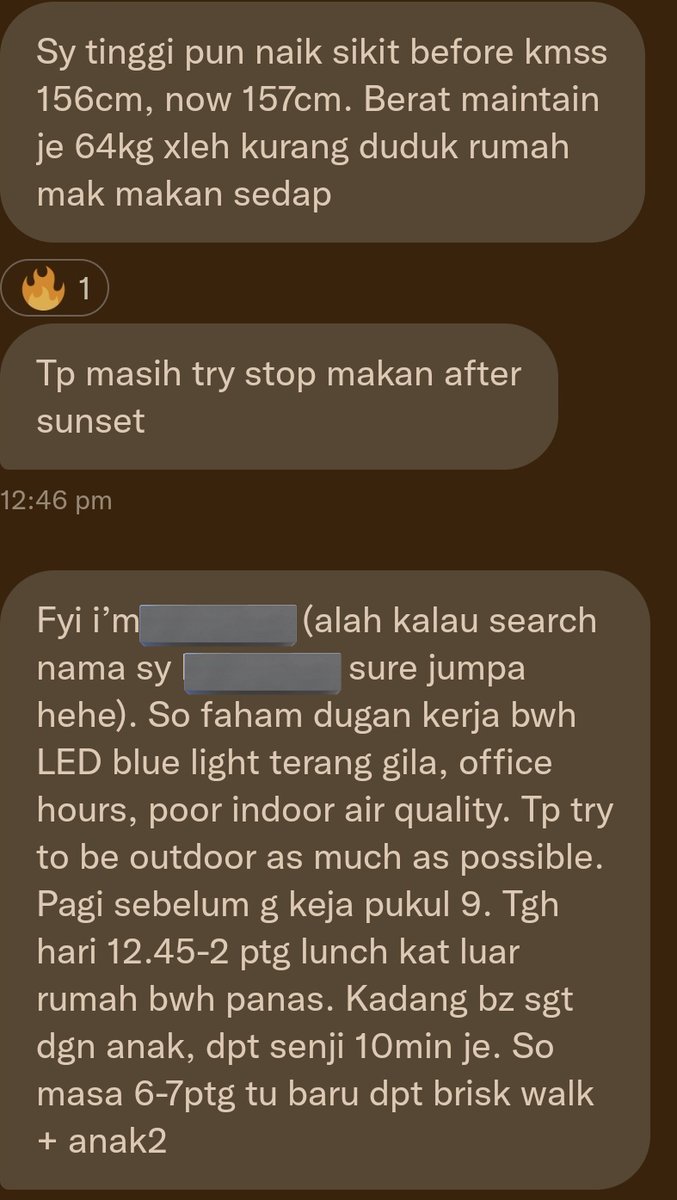 Sy tinggi pun naik sikit before kmss
156cm, now 157cm. Berat maintain
je 64kg xleh kurang duduk rumah
mak makan sedap
🔥 1
Tp masih try stop makan after
sunset
12:46 pm
Fyi i'm (alah kalau search
nama sy sure jumpa
hehe). So faham dugan kerja bwh
LED blue light terang gila, office
hours, poor indoor air quality. Tp try
to be outdoor as much as possible.
Pagi sebelum g keja pukul 9. Tgh
hari 12.45-2 ptg lunch kat luar
rumah bwh panas. Kadang bz sgt
dgn anak, dpt senji 10min je. So
masa 6-7ptg tu baru dpt brisk walk
+ anak2